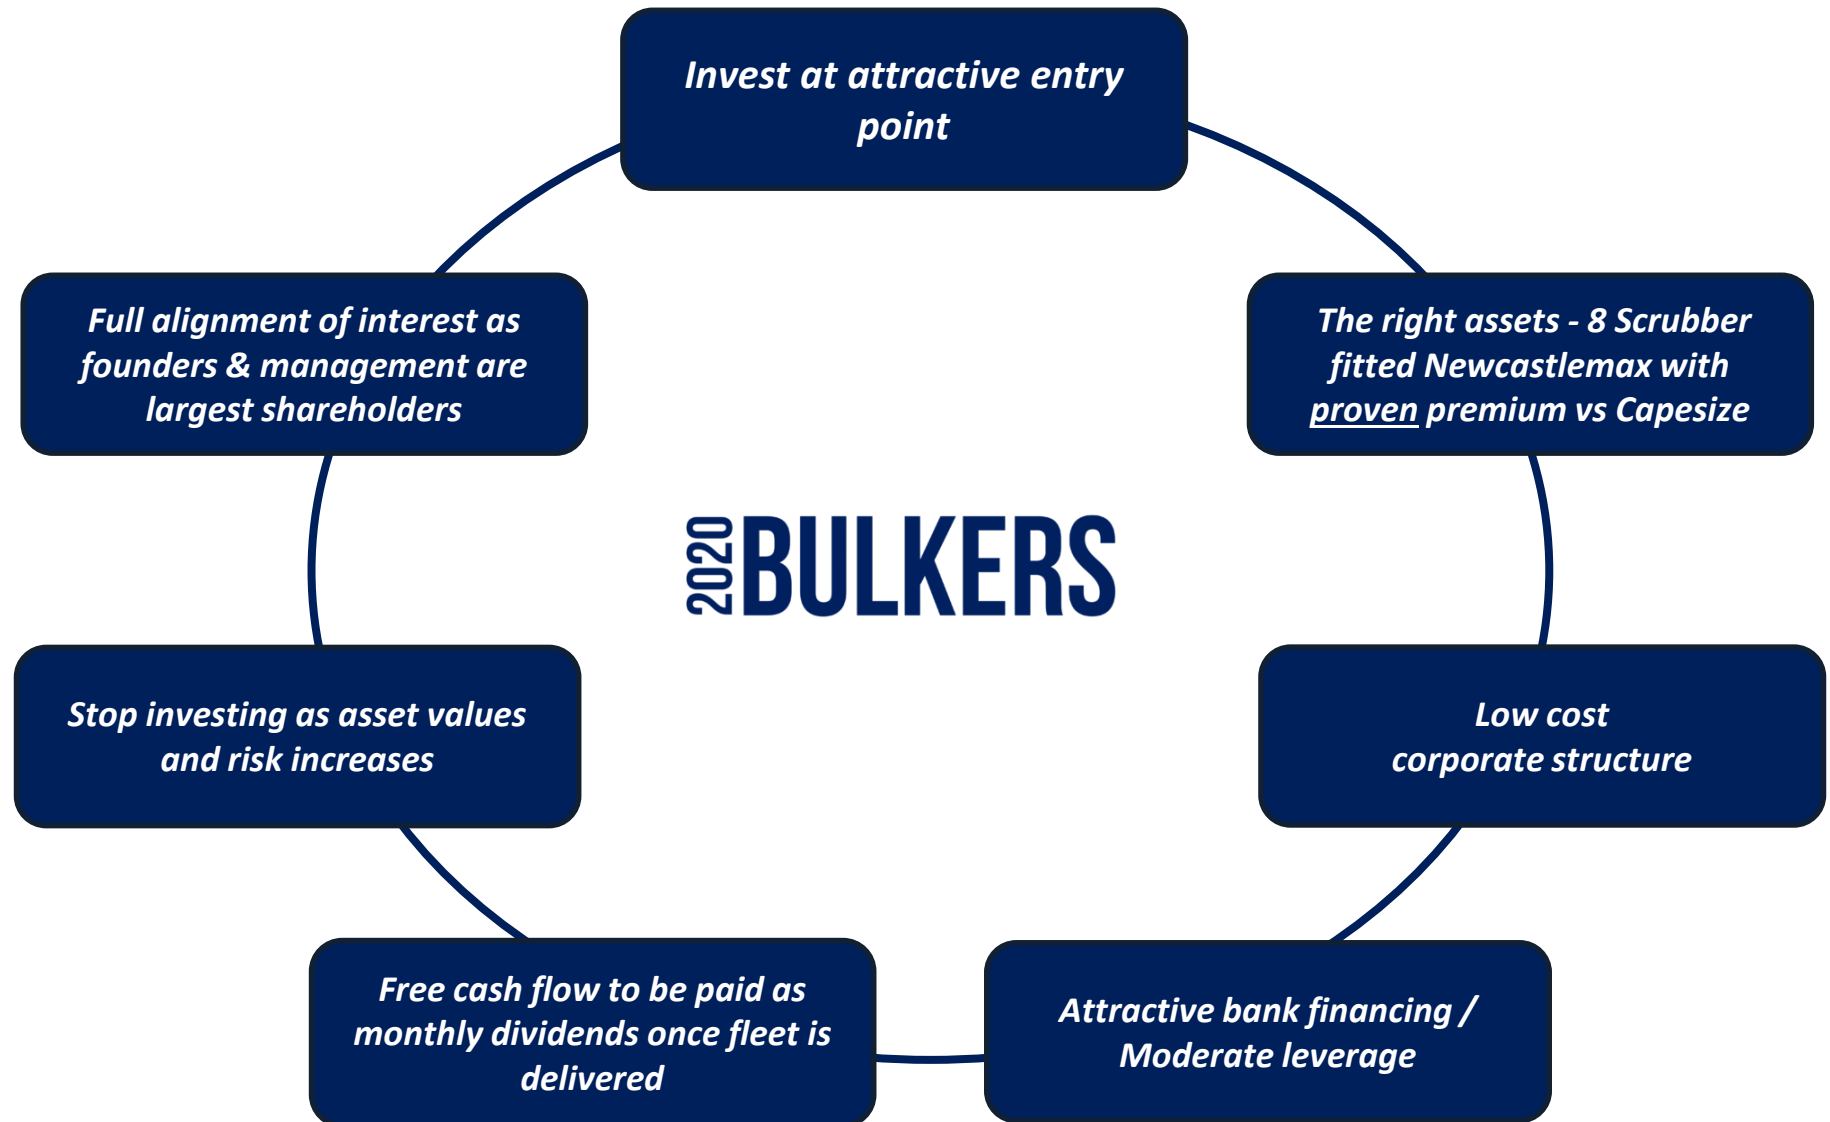 Invest at attractive entry
point
Full alignment of interest as
founders & management are
largest shareholders
The right assets - 8 Scrubber
fitted Newcastlemax with
proven premium vs Capesize
2020 BULKERS
Stop investing as asset values
and risk increases
Low cost
corporate structure
Free cash flow to be paid as
monthly dividends once fleet is
delivered
Attractive bank financing /
Moderate leverage